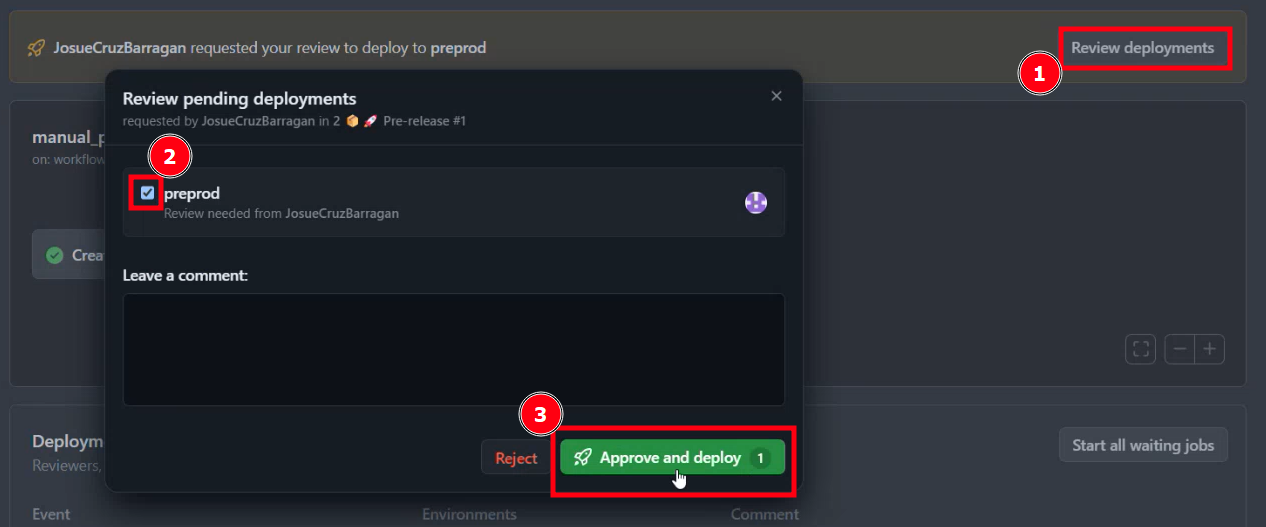 JosueCruzBarragan requested your review to deploy to preprod
Review deployments
1
Review pending deployments
requested by JosueCruzBarragan in 2 📦 🚀 Pre-release #1
manual_p
on: workflow
2
preprod
Review needed from JosueCruzBarragan
Crea
Leave a comment:
3
Reject
Approve and deploy 1
Deploym
Reviewers,
Start all waiting jobs
Event
Environments
Comment